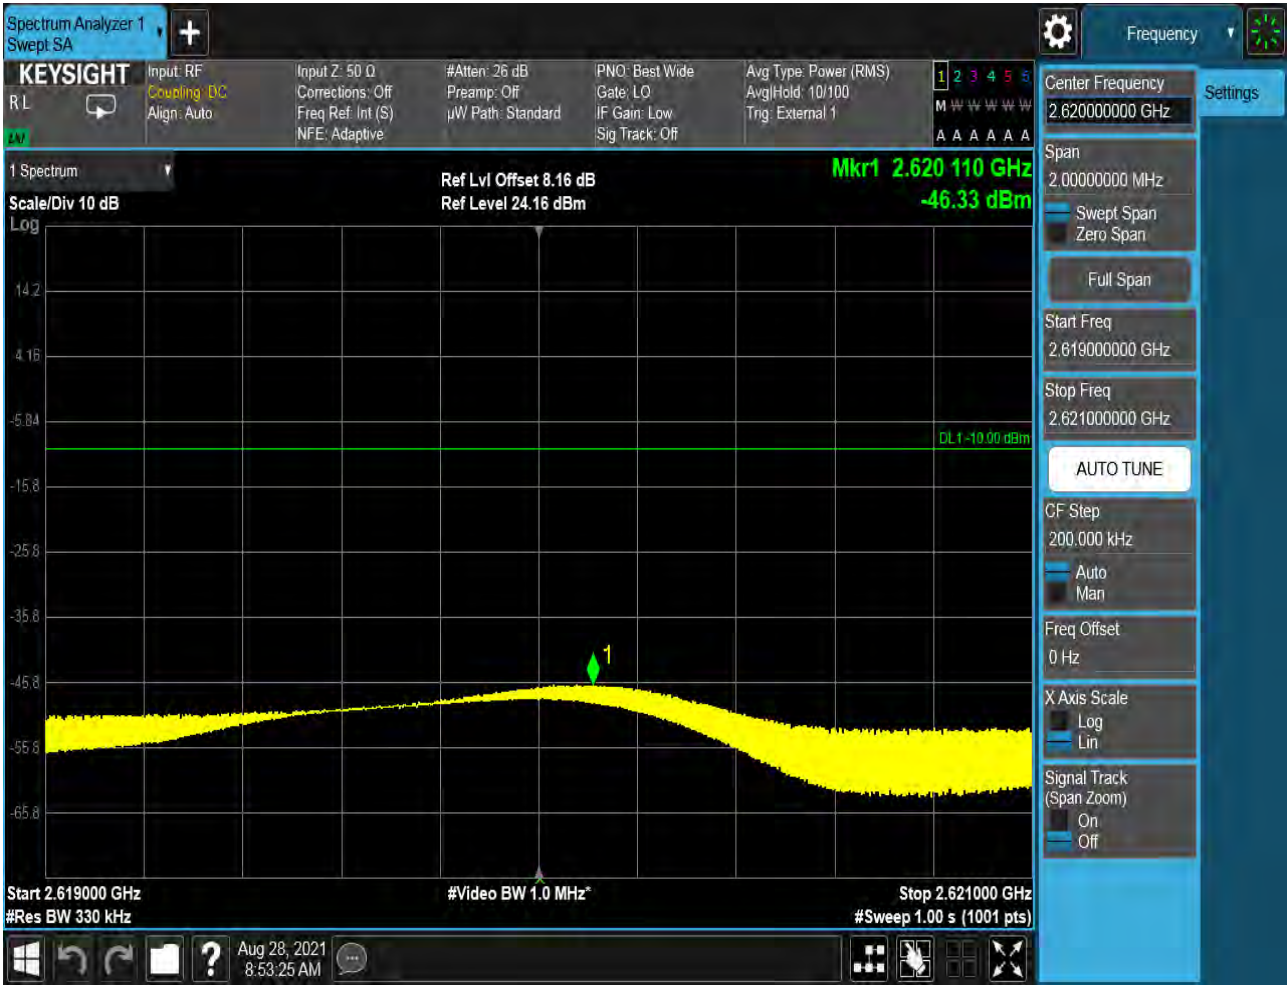 Spectrum Analyzer 1
Swept SA
+
Frequency
KEYSIGHT
R L
Input: RF
Coupling: DC
Align: Auto
Input Z: 50 Ω
Corrections: Off
Freq Ref: Int (S)
NFE: Adaptive
#Atten: 26 dB
Preamp: Off
µW Path: Standard
PNO: Best Wide
Gate: LO
IF Gain: Low
Sig Track: Off
Avg Type: Power (RMS)
Avg|Hold: 10/100
Trig: External 1
1 2 3 4 5 6
M W W W W W
A A A A A A
1 Spectrum
Scale/Div 10 dB
Log
Ref Lvl Offset 8.16 dB
Ref Level 24.16 dBm
Mkr1 2.620 110 GHz
-46.33 dBm
14.2
4.16
-5.84
-15.8
-25.8
-35.8
-45.8
-55.8
-65.8
DL1 -10.00 dBm
1
Start 2.619000 GHz
#Res BW 330 kHz
#Video BW 1.0 MHz*
Stop 2.621000 GHz
#Sweep 1.00 s (1001 pts)
Center Frequency
2.620000000 GHz
Settings
Span
2.00000000 MHz
Swept Span
Zero Span
Full Span
Start Freq
2.619000000 GHz
Stop Freq
2.621000000 GHz
AUTO TUNE
CF Step
200.000 kHz
Auto
Man
Freq Offset
0 Hz
X Axis Scale
Log
Lin
Signal Track
(Span Zoom)
On
Off
?
Aug 28, 2021
8:53:25 AM